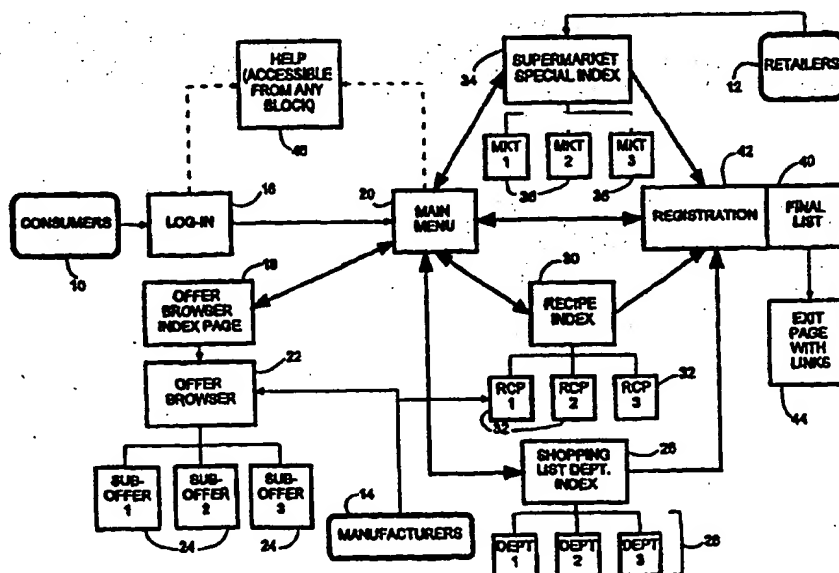 HELP
(ACCESSIBLE
FROM ANY
BLOCK)
46
34
SUPERMARKET
SPECIAL INDEX
RETAILERS
12
MKT
1
MKT
2
MKT
3
36
36
42
40
CONSUMERS
10
16
LOG-IN
20
MAIN
MENU
REGISTRATION
FINAL
LIST
18
OFFER
BROWSER
INDEX PAGE
30
RECIPE
INDEX
EXIT
PAGE
WITH
LINKS
44
22
OFFER
BROWSER
RCP
1
RCP
2
RCP
3
32
32
26
SHOPPING
LIST DEPT.
INDEX
SUB-
OFFER
1
SUB-
OFFER
2
SUB-
OFFER
3
24
24
14
MANUFACTURERS
DEPT
1
DEPT
2
DEPT
3
28